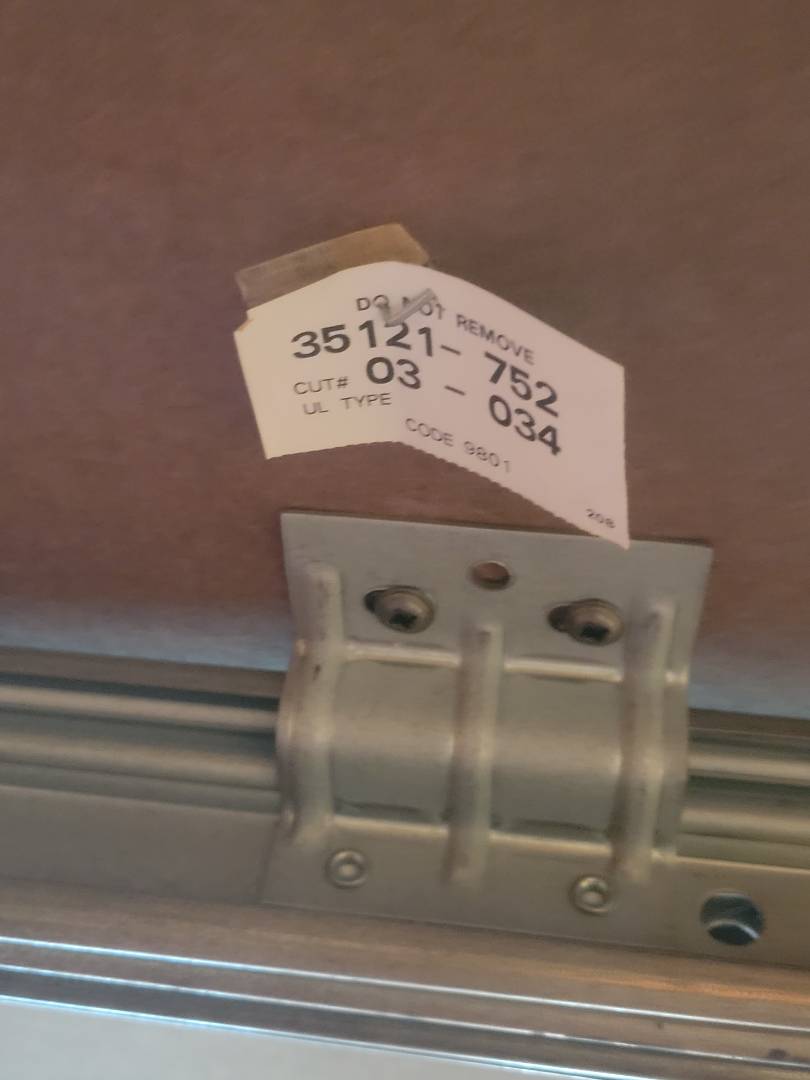 DO NOT REMOVE
35121- 752
CUT# 03 - 034
UL TYPE
CODE 9801
208